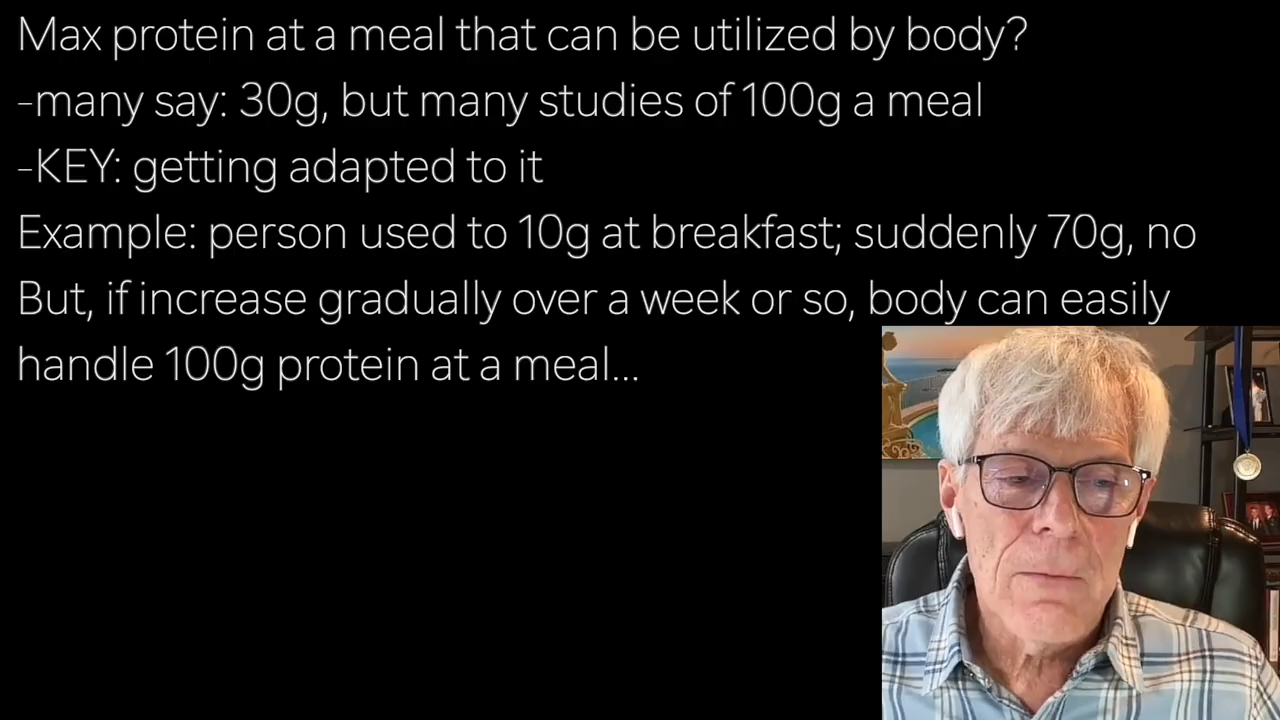 Max protein at a meal that can be utilized by body?
-many say: 30g, but many studies of 100g a meal
-KEY: getting adapted to it
Example: person used to 10g at breakfast; suddenly 70g, no
But, if increase gradually over a week or so, body can easily
handle 100g protein at a meal...